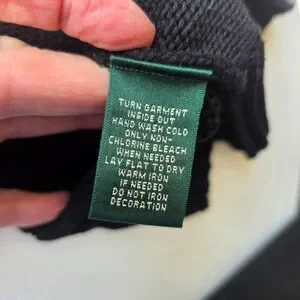 TURN GARMENT
INSIDE OUT
HAND WASH COLD
ONLY NON-
CHLORINE BLEACH
WHEN NEEDED
LAY FLAT TO DRY
WARM IRON
IF NEEDED
DO NOT IRON
DECORATION